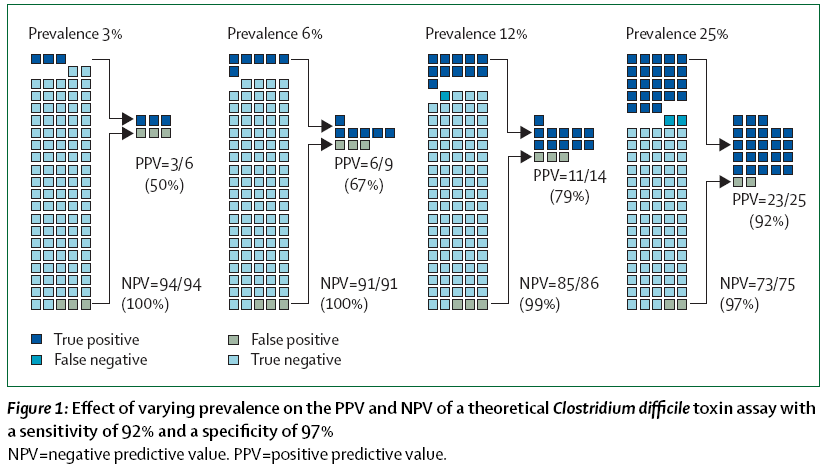 Prevalence 3%
Prevalence 6%
Prevalence 12%
Prevalence 25%
PPV=3/6
(50%)
PPV=6/9
(67%)
PPV=11/14
(79%)
PPV=23/25
(92%)
NPV=94/94
(100%)
NPV=91/91
(100%)
NPV=85/86
(99%)
NPV=73/75
(97%)
True positive
False negative
False positive
True negative
Figure 1: Effect of varying prevalence on the PPV and NPV of a theoretical Clostridium difficile toxin assay with
a sensitivity of 92% and a specificity of 97%
NPV=negative predictive value. PPV=positive predictive value.